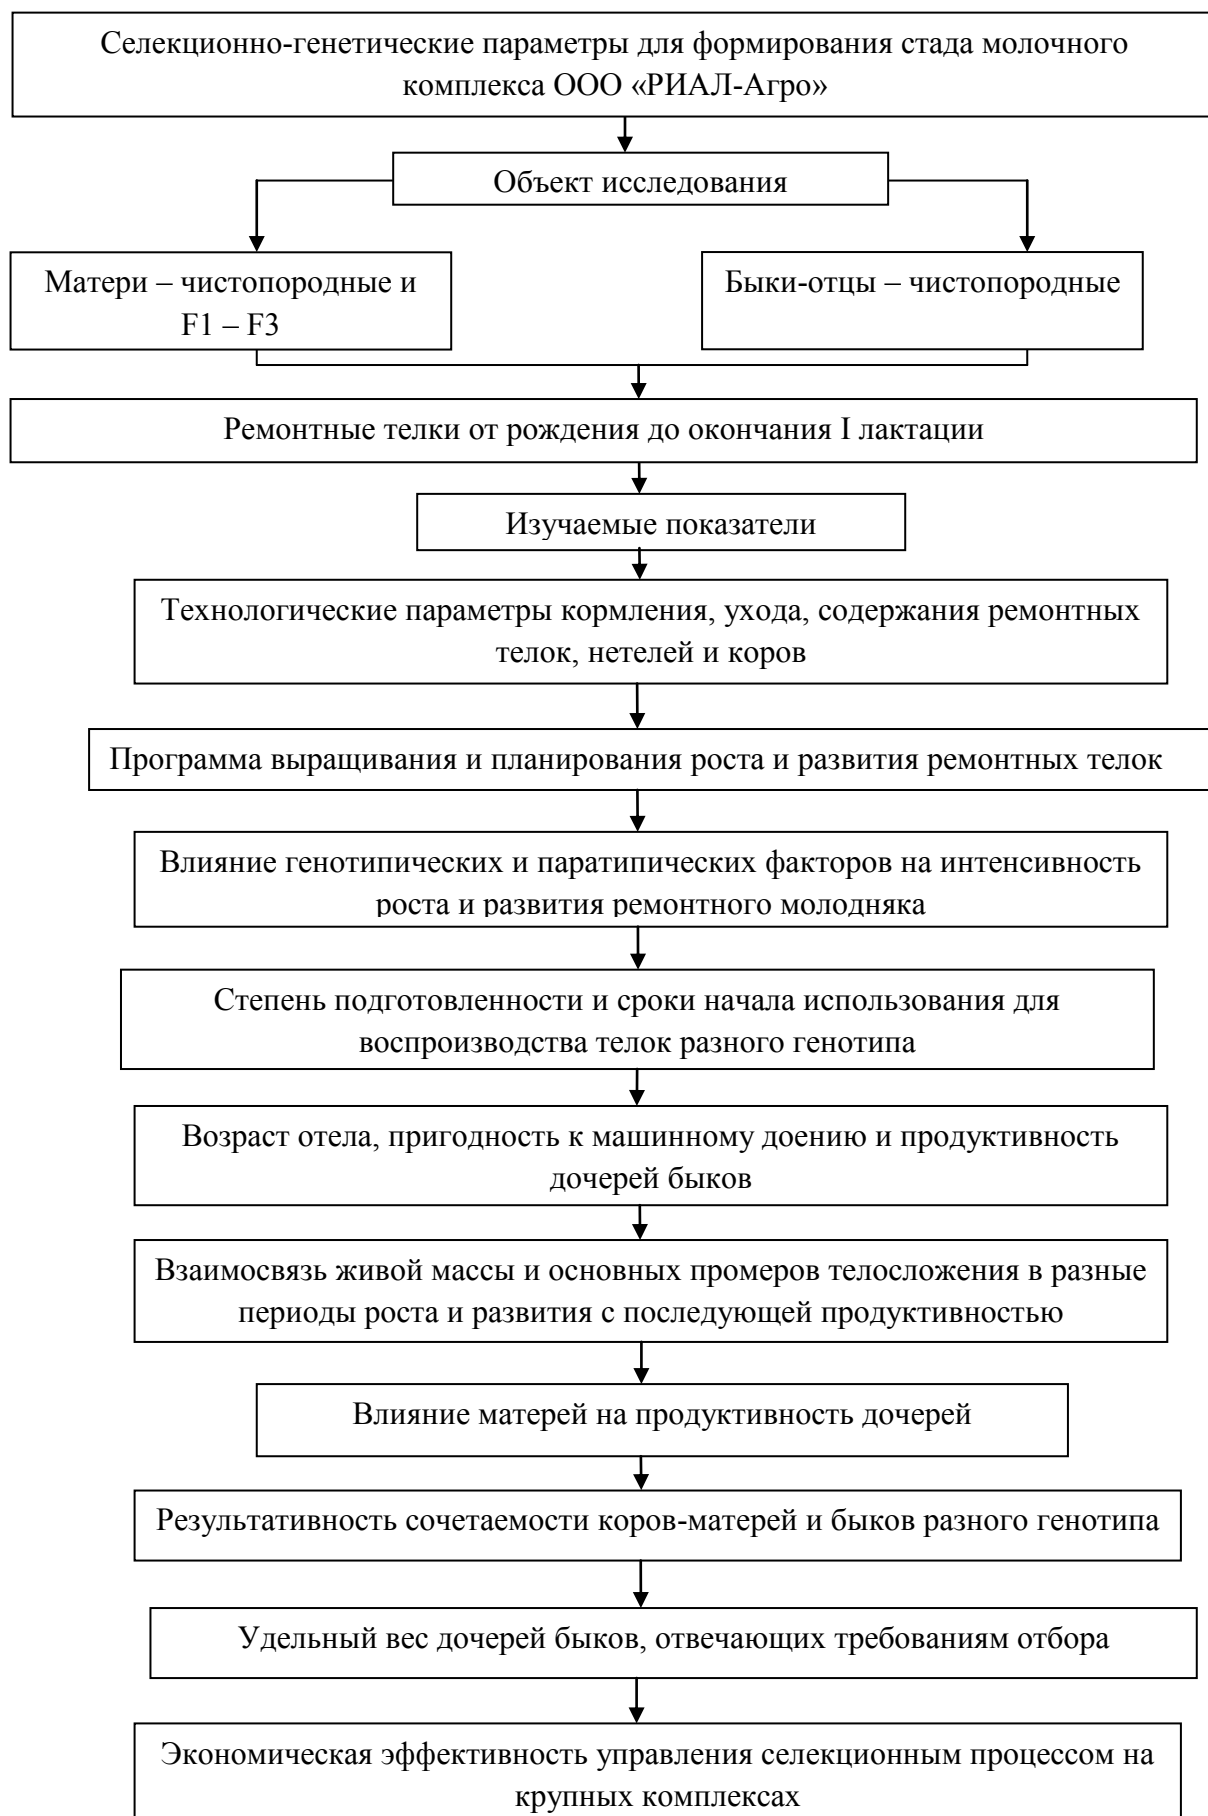 Селекционно-генетические параметры для формирования стада молочного
комплекса ООО «РИАЛ-Агро»
Объект исследования
Матери – чистопородные и
F1 – F3
Быки-отцы – чистопородные
Ремонтные телки от рождения до окончания I лактации
Изучаемые показатели
Технологические параметры кормления, ухода, содержания ремонтных
телок, нетелей и коров
Программа выращивания и планирования роста и развития ремонтных телок
Влияние генотипических и паратипических факторов на интенсивность
роста и развития ремонтного молодняка
Степень подготовленности и сроки начала использования для
воспроизводства телок разного генотипа
Возраст отела, пригодность к машинному доению и продуктивность
дочерей быков
Взаимосвязь живой массы и основных промеров телосложения в разные
периоды роста и развития с последующей продуктивностью
Влияние матерей на продуктивность дочерей
Результативность сочетаемости коров-матерей и быков разного генотипа
Удельный вес дочерей быков, отвечающих требованиям отбора
Экономическая эффективность управления селекционным процессом на
крупных комплексах